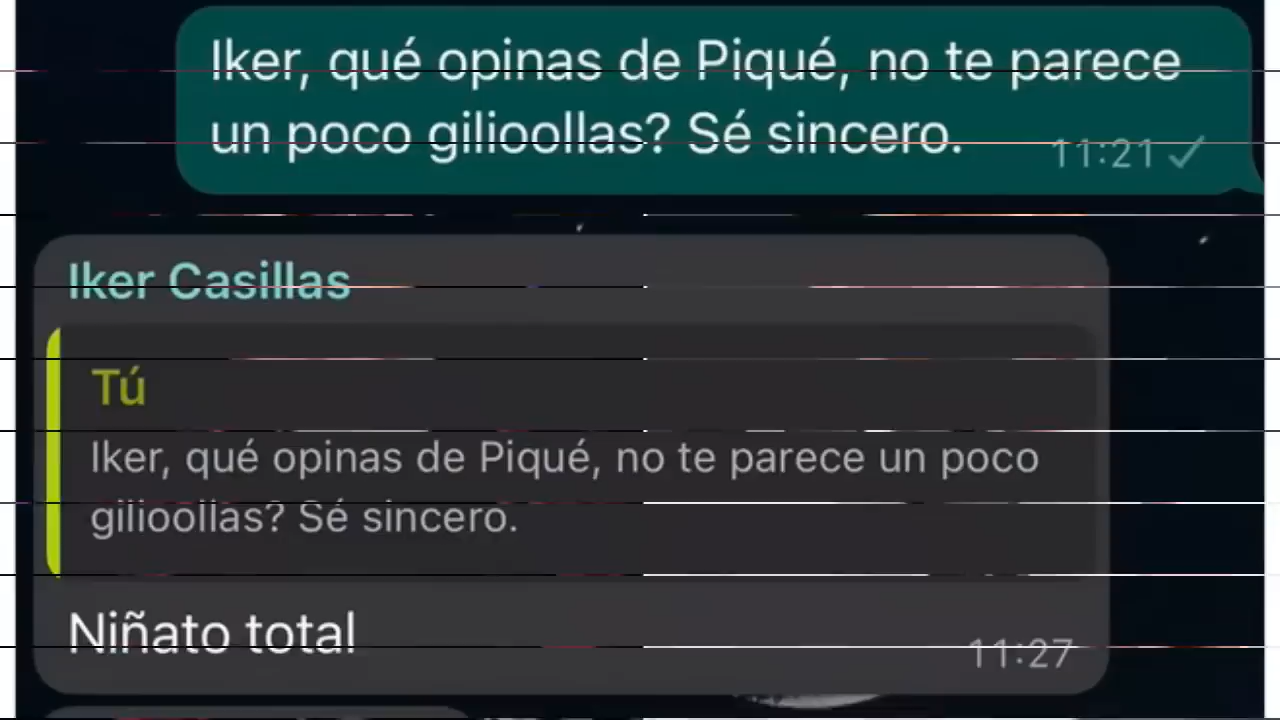 Iker, qué opinas de Piqué, no te parece
un poco gilioollas? Sé sincero.
11:21
Iker Casillas
Tú
Iker, qué opinas de Piqué, no te parece un poco
gilioollas? Sé sincero.
Niñato total
11:27